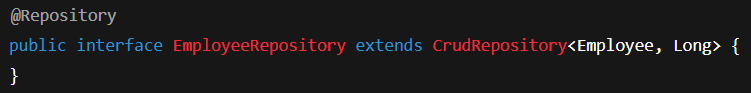 @Repository
public interface EmployeeRepository extends CrudRepository<Employee, Long> {
}